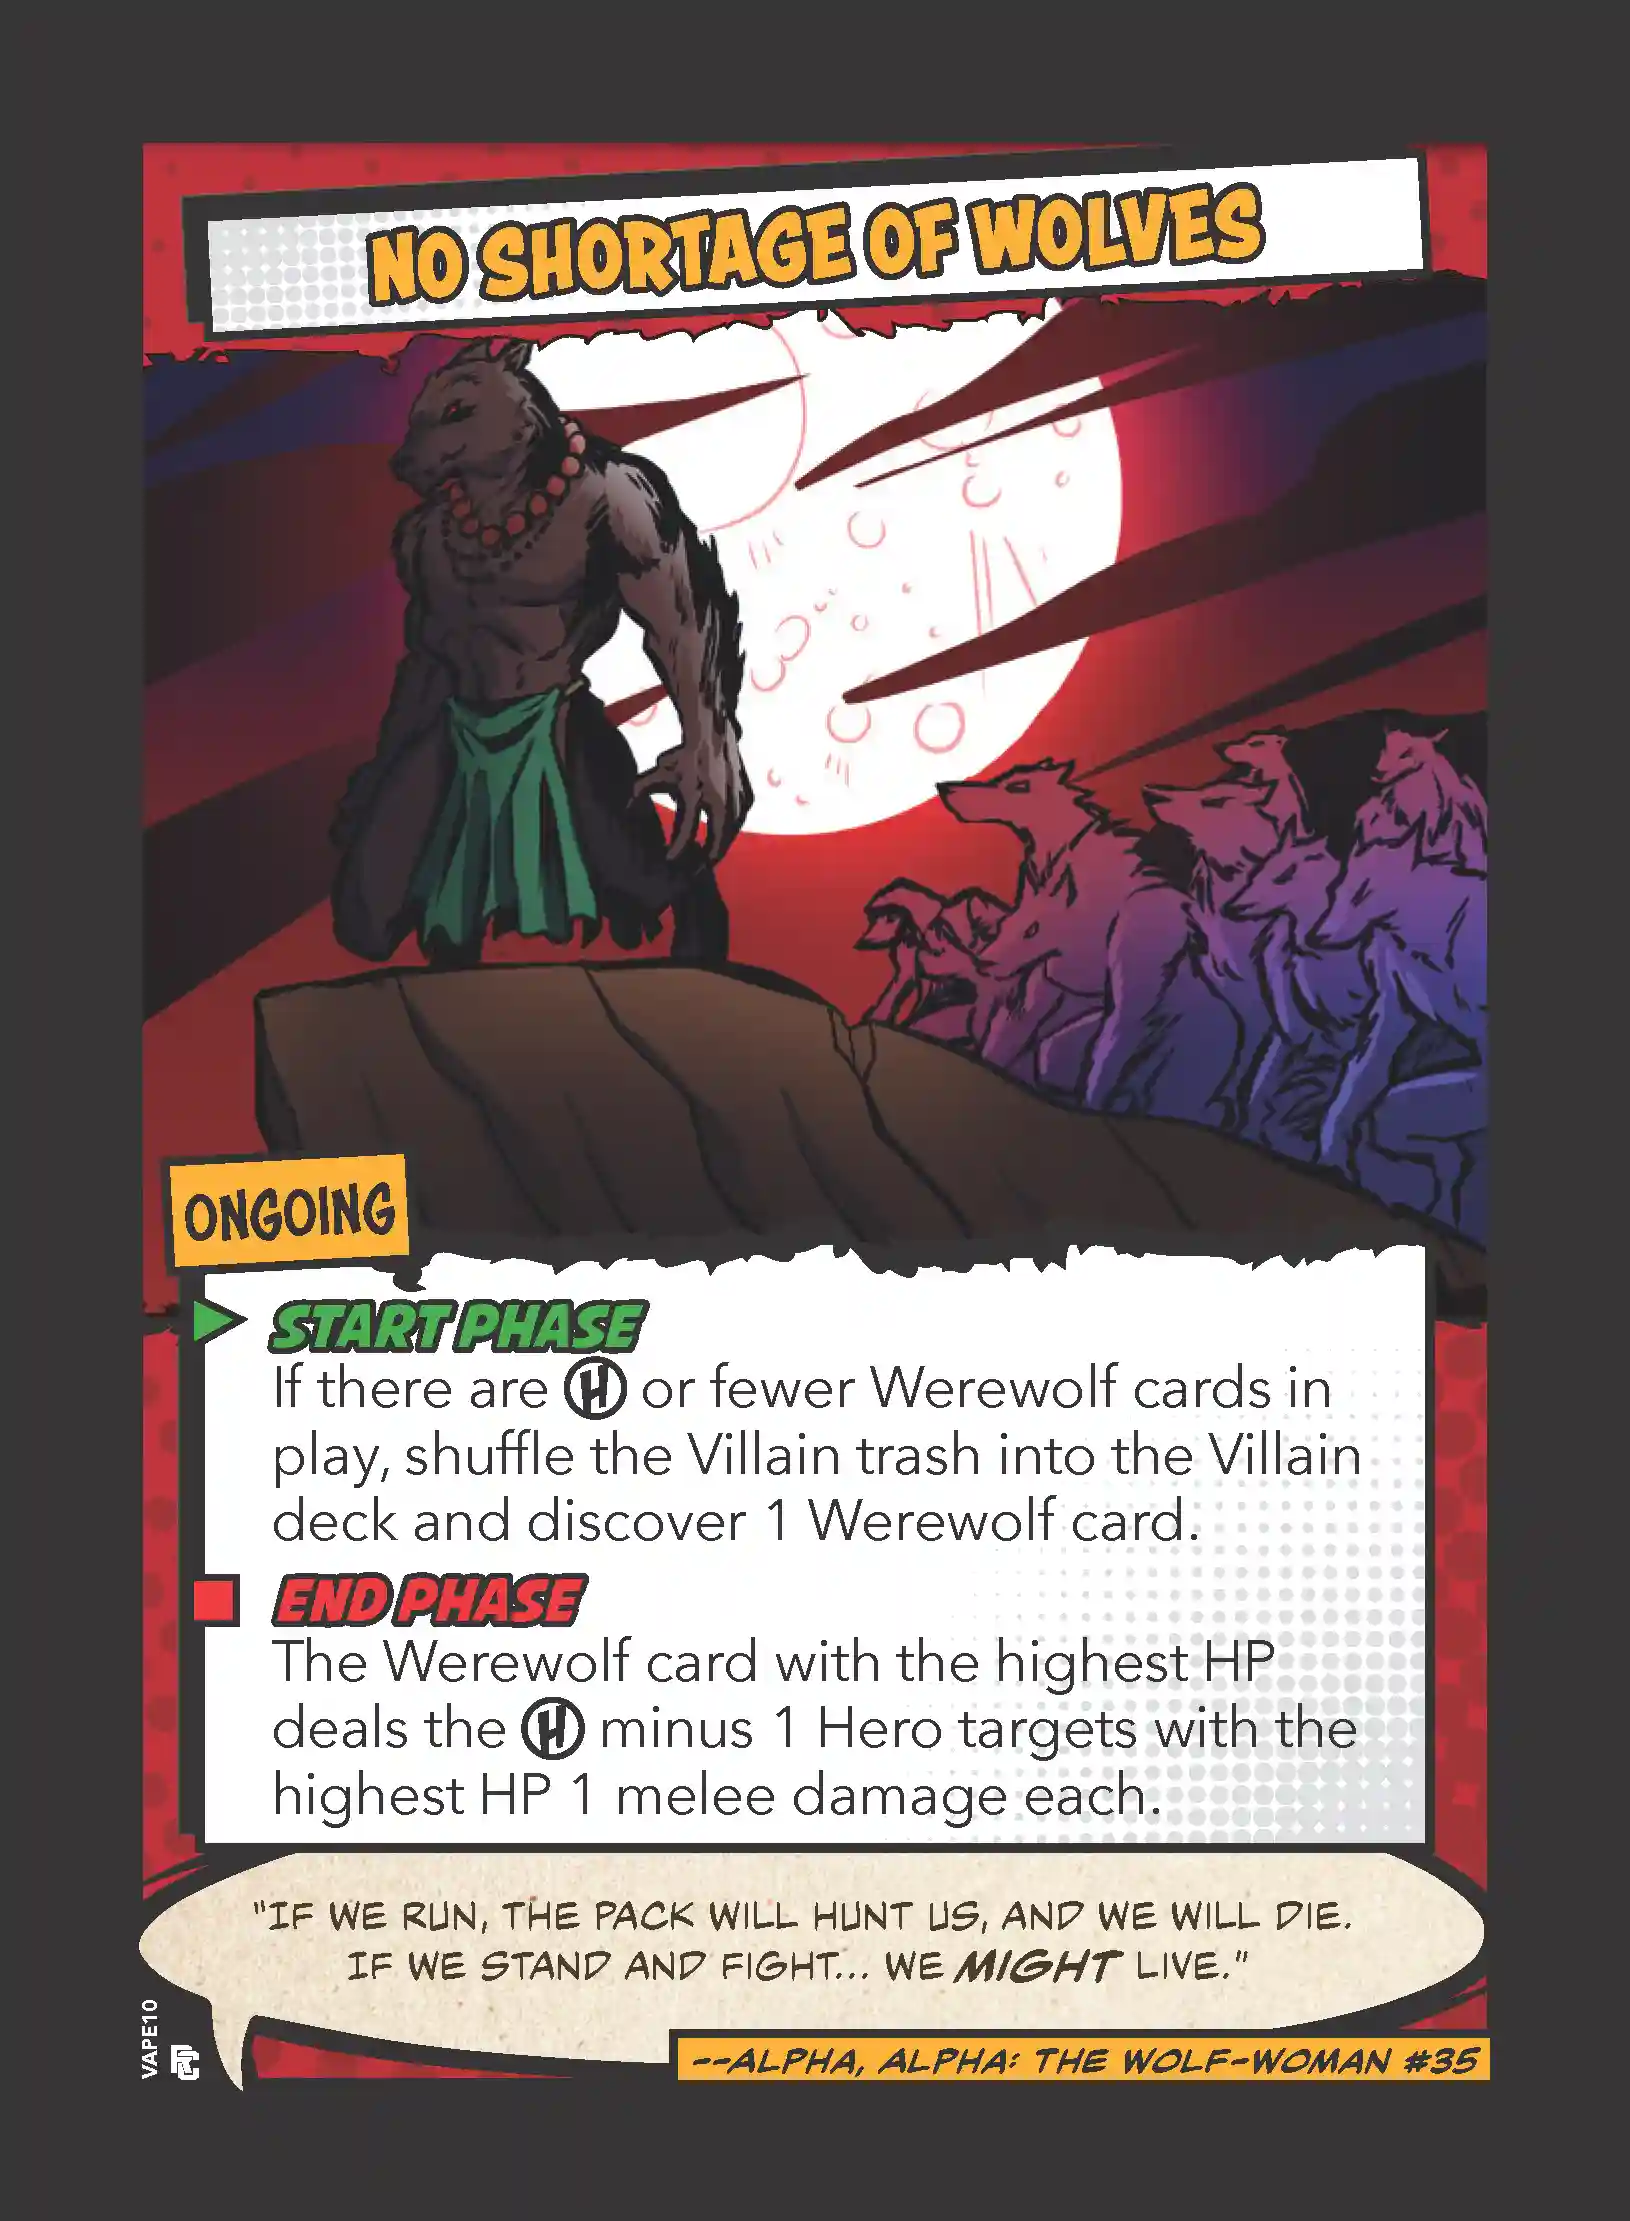 NO SHORTAGE OF WOLVES
ONGOING
START PHASE
If there are Ⓗ or fewer Werewolf cards in
play, shuffle the Villain trash into the Villain
deck and discover 1 Werewolf card.
END PHASE
The Werewolf card with the highest HP
deals the Ⓗ minus 1 Hero targets with the
highest HP 1 melee damage each.
"IF WE RUN, THE PACK WILL HUNT US, AND WE WILL DIE.
IF WE STAND AND FIGHT... WE MIGHT LIVE."
--ALPHA, ALPHA: THE WOLF-WOMAN #35
VAPE10